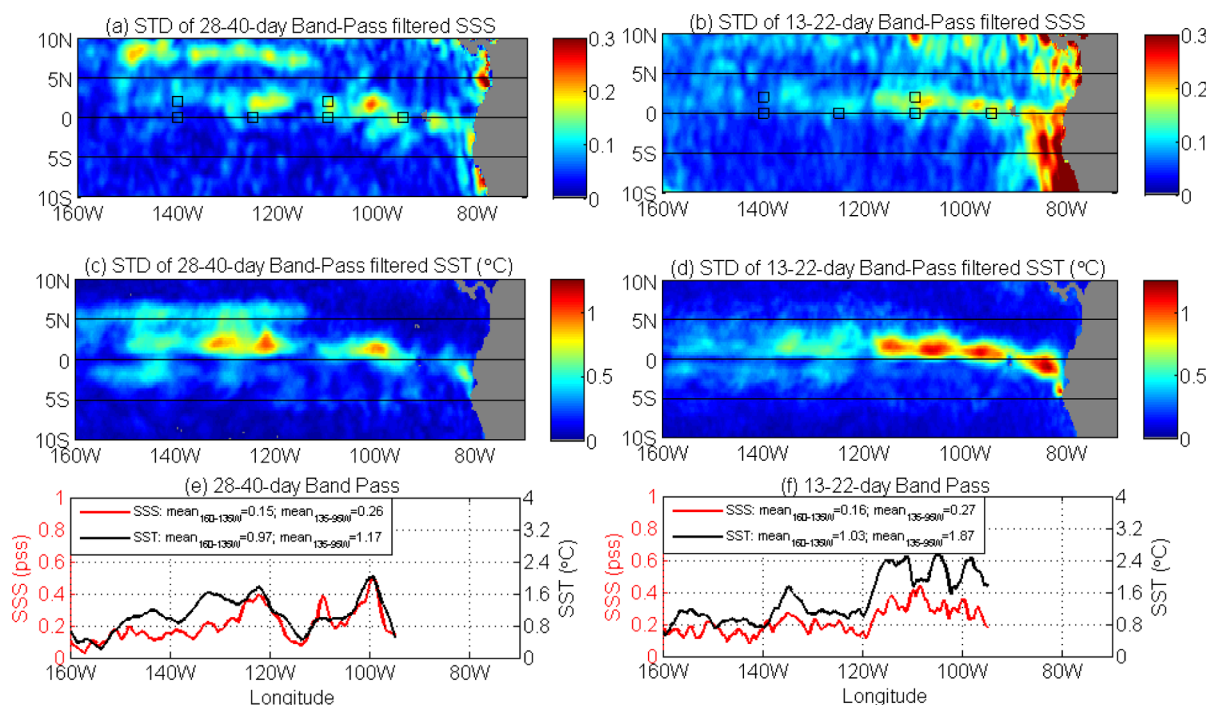 (a) STD of 28-40-day Band-Pass filtered SSS
10N
5N
0
5S
10S
160W 140W 120W 100W 80W
0.3
0.2
0.1
0
(b) STD of 13-22-day Band-Pass filtered SSS
10N
5N
0
5S
10S
160W 140W 120W 100W 80W
0.3
0.2
0.1
0
(c) STD of 28-40-day Band-Pass filtered SST (°C)
10N
5N
0
5S
10S
160W 140W 120W 100W 80W
1
0.5
0
(d) STD of 13-22-day Band-Pass filtered SST (°C)
10N
5N
0
5S
10S
160W 140W 120W 100W 80W
1
0.5
0
(e) 28-40-day Band Pass
SSS: mean160-135W=0.15; mean135-95W=0.26
SST: mean160-135W=0.97; mean135-95W=1.17
SSS (pss)
1
0.8
0.6
0.4
0.2
0
SST (°C)
4
3.2
2.4
1.6
0.8
0
160W 140W 120W 100W 80W
Longitude
(f) 13-22-day Band Pass
SSS: mean160-135W=0.16; mean135-95W=0.27
SST: mean160-135W=1.03; mean135-95W=1.87
SSS (pss)
1
0.8
0.6
0.4
0.2
0
SST (°C)
4
3.2
2.4
1.6
0.8
0
160W 140W 120W 100W 80W
Longitude